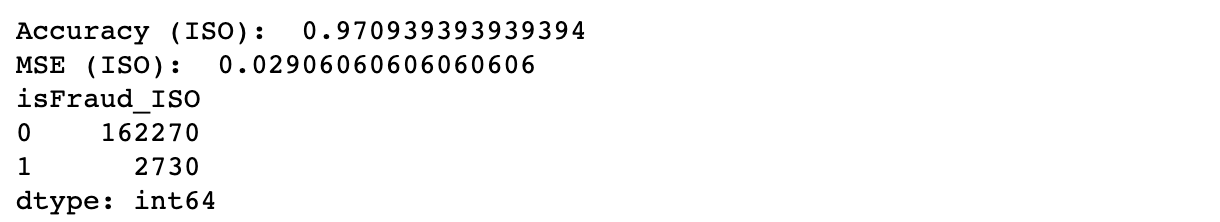 Accuracy (ISO):  0.970939393939394
MSE (ISO):  0.02906060606060606
isFraud_ISO
0    162270
1      2730
dtype: int64